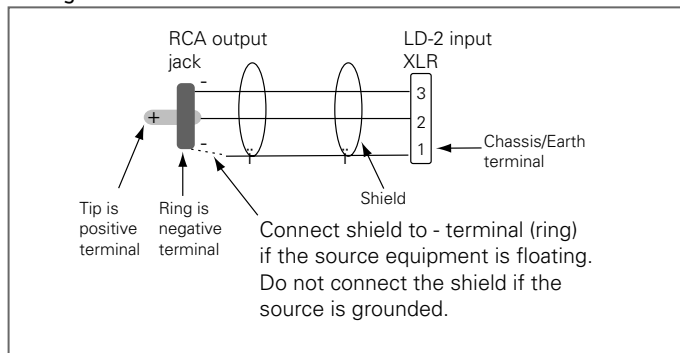 RCA output
jack
LD-2 input
XLR
-
3
+
2
-
1
Chassis/Earth
terminal
Shield
Tip is
positive
terminal
Ring is
negative
terminal
Connect shield to - terminal (ring)
if the source equipment is floating.
Do not connect the shield if the
source is grounded.